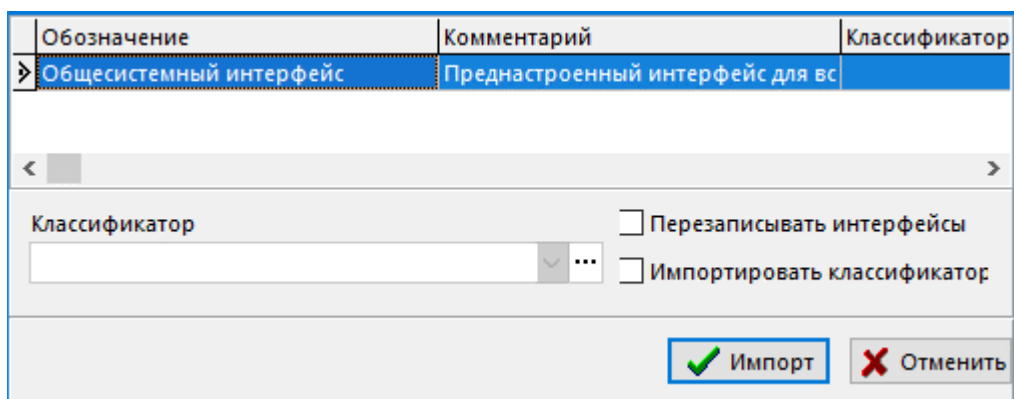 Обозначение Комментарий Классификатор
Общесистемный интерфейс Преднастроенный интерфейс для вс
Классификатор
Перезаписывать интерфейсы
...
Импортировать классификатор
Импорт Отменить